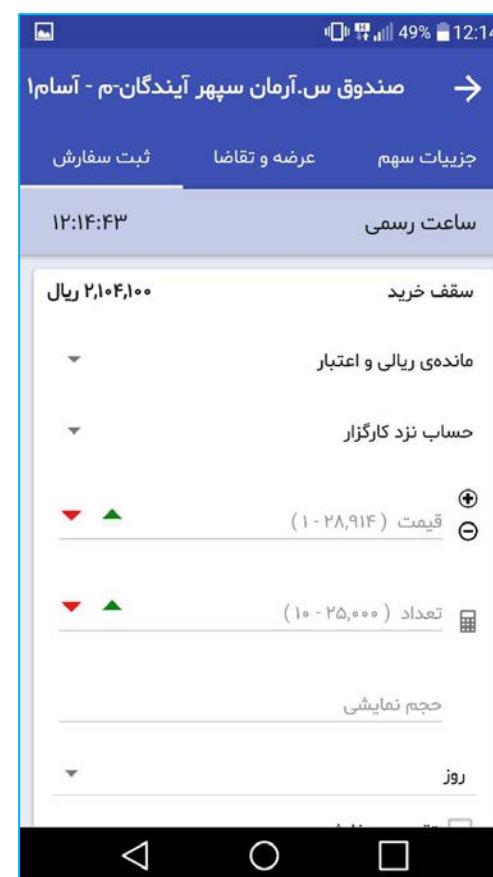 49% 12:14
صندوق س.آرمان سپهر آیندگان-م - آسام۱
جزییات سهم عرضه و تقاضا ثبت سفارش
ساعت رسمی ۱۲:۱۴:۴۳
سقف خرید ۲,۱۰۴,۱۰۰ ریال
مانده‌ی ریالی و اعتبار
حساب نزد کارگزار
قیمت ( ۲۸,۹۱۴ - ۱ )
تعداد ( ۲۵,۰۰۰ - ۱۰ )
حجم نمایشی
روز